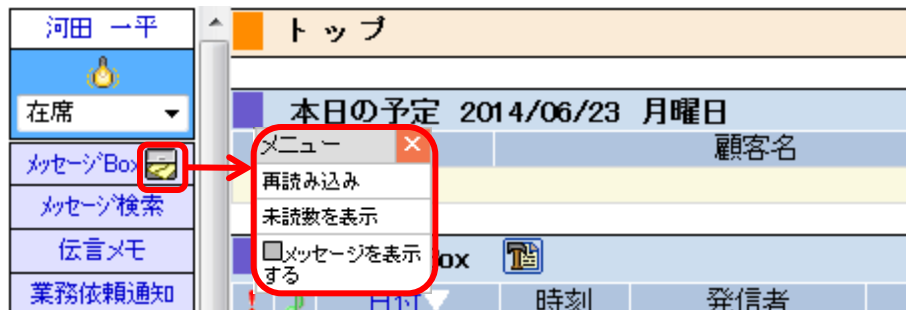 河田 一平
在席
メッセージBox
メッセージ検索
伝言メモ
業務依頼通知
トップ
本日の予定 2014/06/23 月曜日
顧客名
メニュー
再読み込み
未読数を表示
メッセージを表示
する
ox
! 日付 時刻 発信者